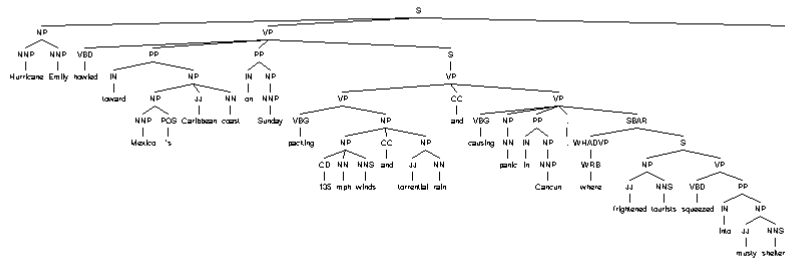 S
NP VP
NNP NNP VBD PP PP S
Hurricane Emily howled IN NP IN NP VP
toward NP JJ NN on NNP VP CC VP
NNP POS Caribbean coast Sunday VBG NP and VBG NP PP , SBAR
Mexico 's packing NP CC NP causing NN IN NP WHADVP S
CD NN NNS and JJ NN panic in NNP WRB NP VP
135 mph winds torrential rain Cancun where JJ NNS VBD PP
frightened tourists squeezed IN NP
into JJ NNS
musty shelters